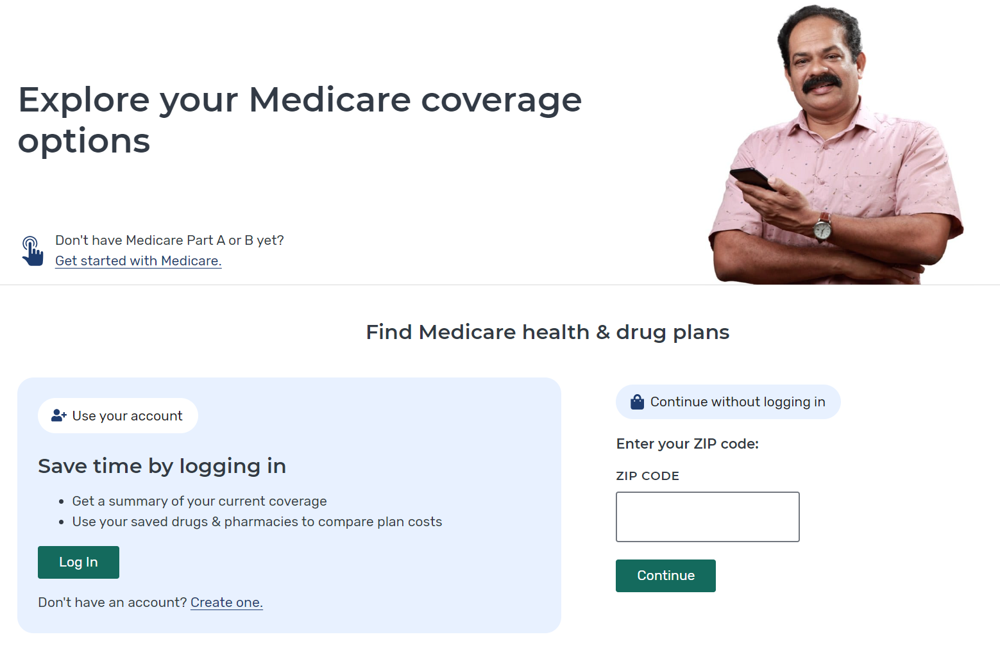 Explore your Medicare coverage
options
Don't have Medicare Part A or B yet?
Get started with Medicare.
Find Medicare health & drug plans
Use your account
Save time by logging in
Get a summary of your current coverage
Use your saved drugs & pharmacies to compare plan costs
Log In
Don't have an account? Create one.
Continue without logging in
Enter your ZIP code:
ZIP CODE
Continue